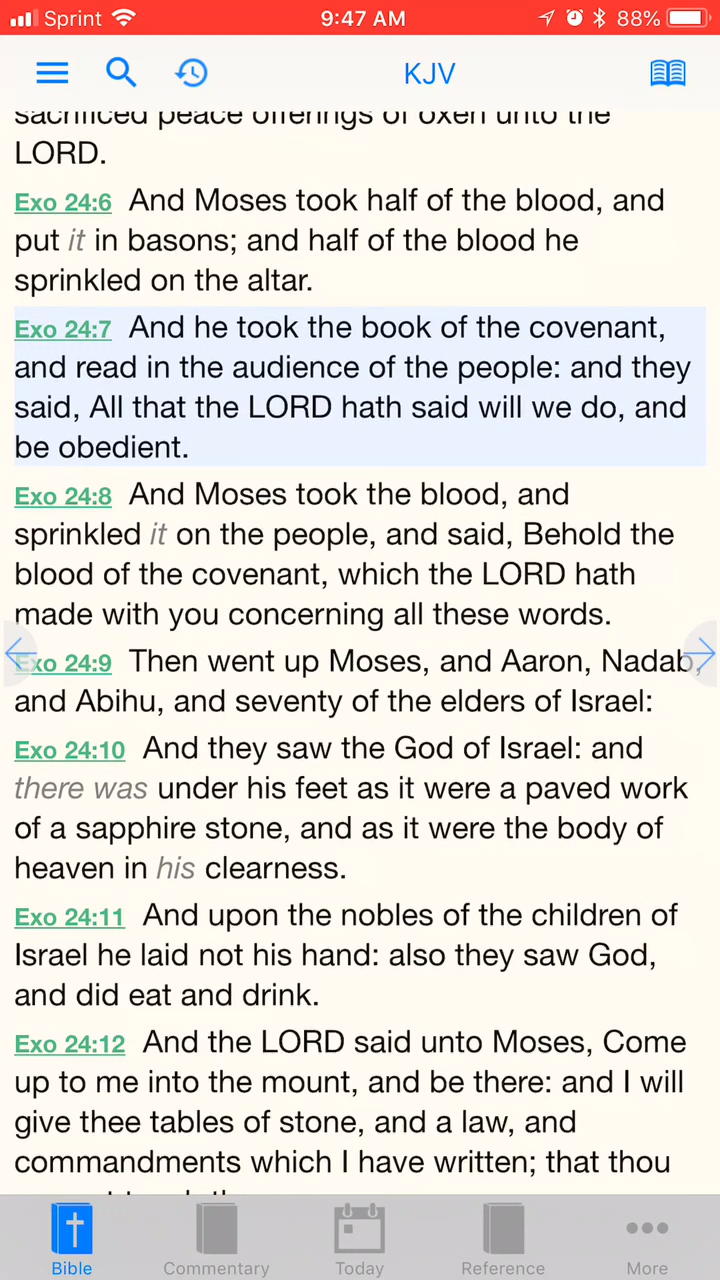 Sprint 9:47 AM 88%
KJV
sacrificed peace offerings of oxen unto the
LORD.
Exo 24:6 And Moses took half of the blood, and
put it in basons; and half of the blood he
sprinkled on the altar.
Exo 24:7 And he took the book of the covenant,
and read in the audience of the people: and they
said, All that the LORD hath said will we do, and
be obedient.
Exo 24:8 And Moses took the blood, and
sprinkled it on the people, and said, Behold the
blood of the covenant, which the LORD hath
made with you concerning all these words.
Exo 24:9 Then went up Moses, and Aaron, Nadab,
and Abihu, and seventy of the elders of Israel:
Exo 24:10 And they saw the God of Israel: and
there was under his feet as it were a paved work
of a sapphire stone, and as it were the body of
heaven in his clearness.
Exo 24:11 And upon the nobles of the children of
Israel he laid not his hand: also they saw God,
and did eat and drink.
Exo 24:12 And the LORD said unto Moses, Come
up to me into the mount, and be there: and I will
give thee tables of stone, and a law, and
commandments which I have written; that thou
Bible Commentary Today Reference More